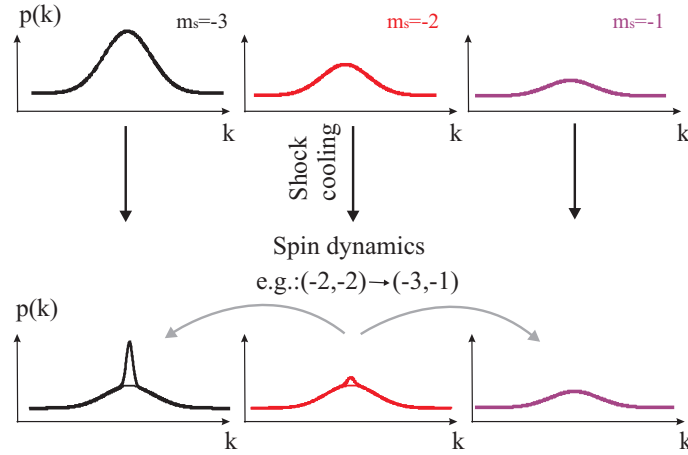 p(k)
mₛ=-3
mₛ=-2
mₛ=-1
k
k
k
Shock
cooling
Spin dynamics
e.g.:(-2,-2)→(-3,-1)
p(k)
k
k
k